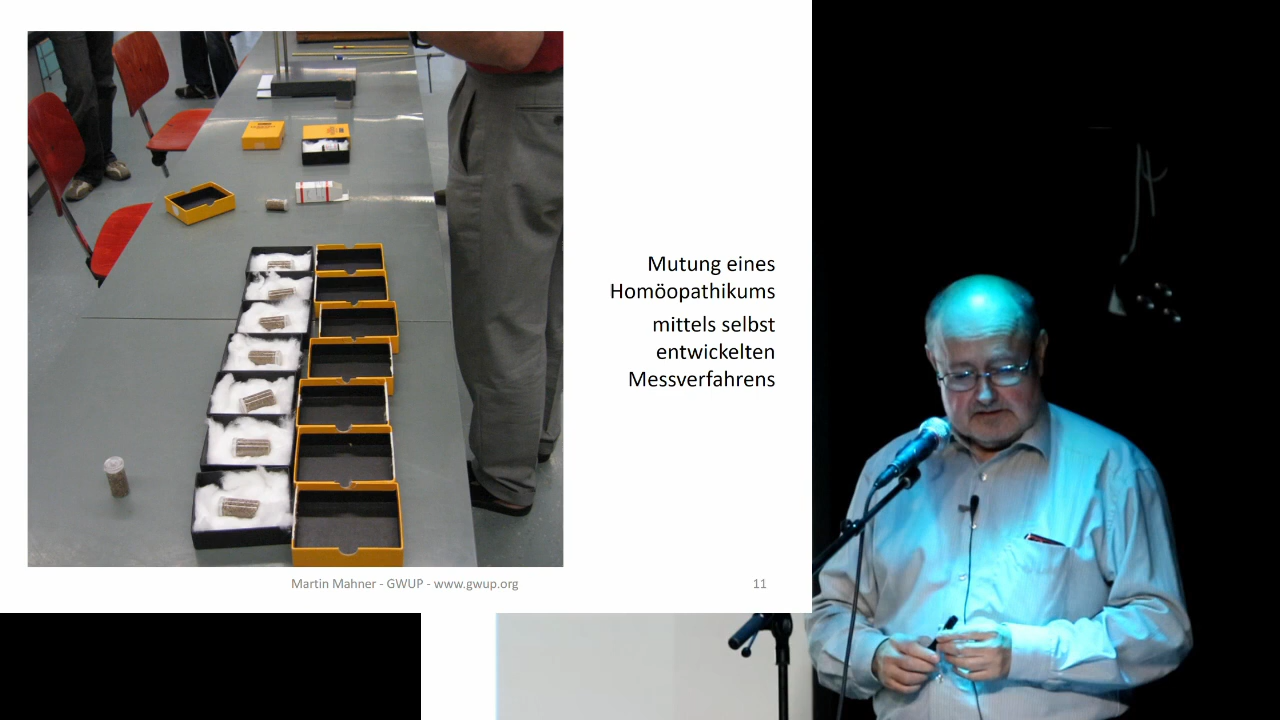 Mutung eines
Homöopathikums
mittels selbst
entwickelten
Messverfahrens
Martin Mahner - GWUP - www.gwup.org
11